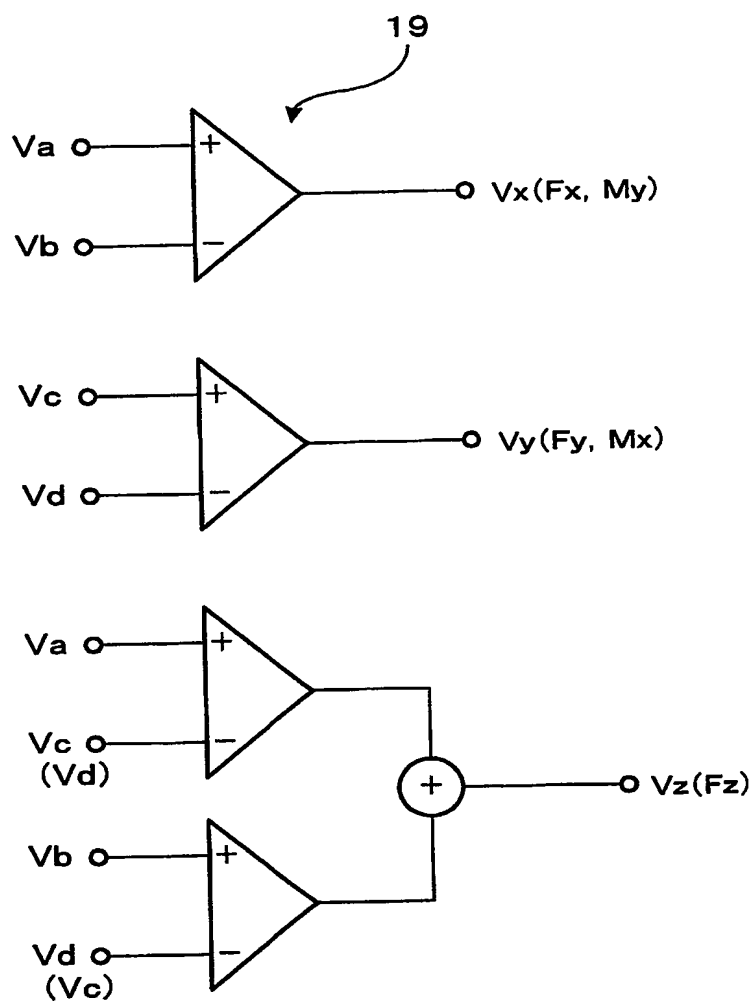 19
Va
+
Vb
−
Vx(Fx, My)
Vc
+
Vd
−
Vy(Fy, Mx)
Va
+
Vc
−
(Vd)
+
Vz(Fz)
Vb
+
Vd
−
(Vc)